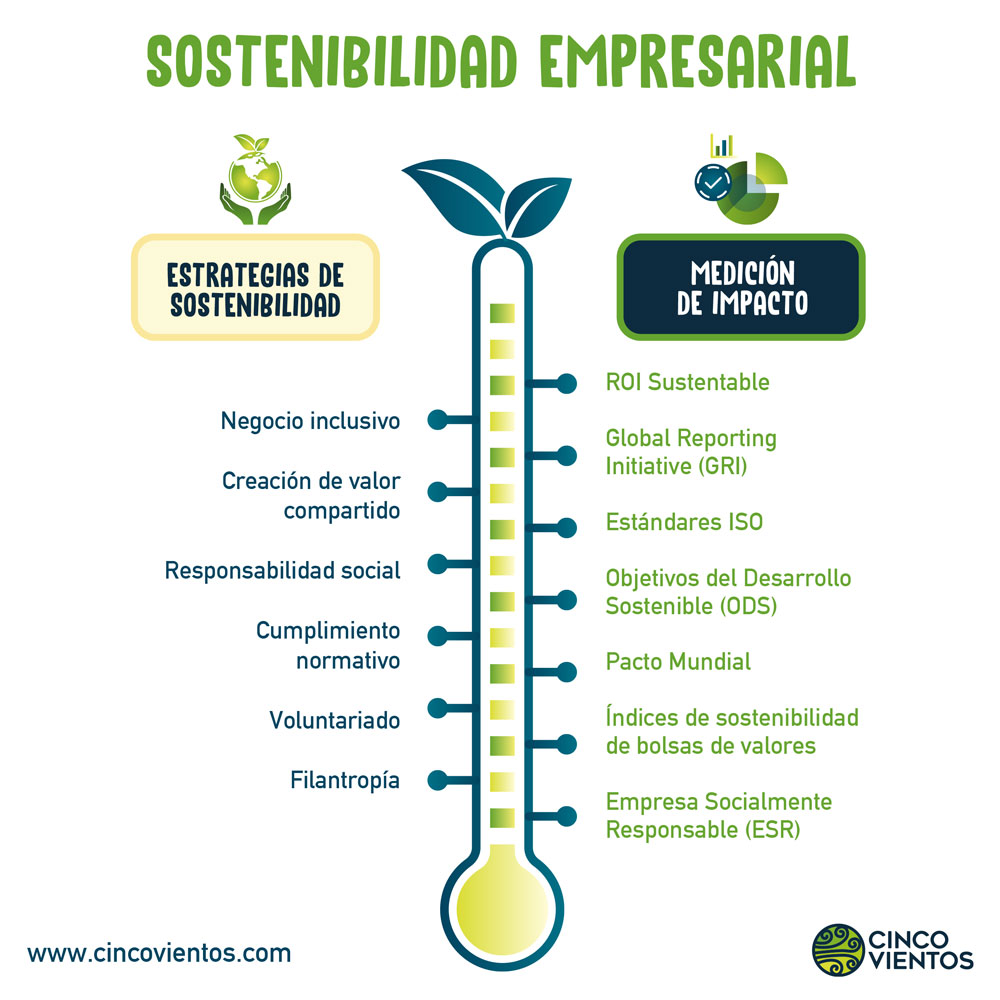 SOSTENIBILIDAD EMPRESARIAL
ESTRATEGIAS DE
SOSTENIBILIDAD
Negocio inclusivo
Creación de valor
compartido
Responsabilidad social
Cumplimiento
normativo
Voluntariado
Filantropía
MEDICIÓN
DE IMPACTO
ROI Sustentable
Global Reporting
Initiative (GRI)
Estándares ISO
Objetivos del Desarrollo
Sostenible (ODS)
Pacto Mundial
Índices de sostenibilidad
de bolsas de valores
Empresa Socialmente
Responsable (ESR)
www.cincovientos.com
CINCO
VIENTOS